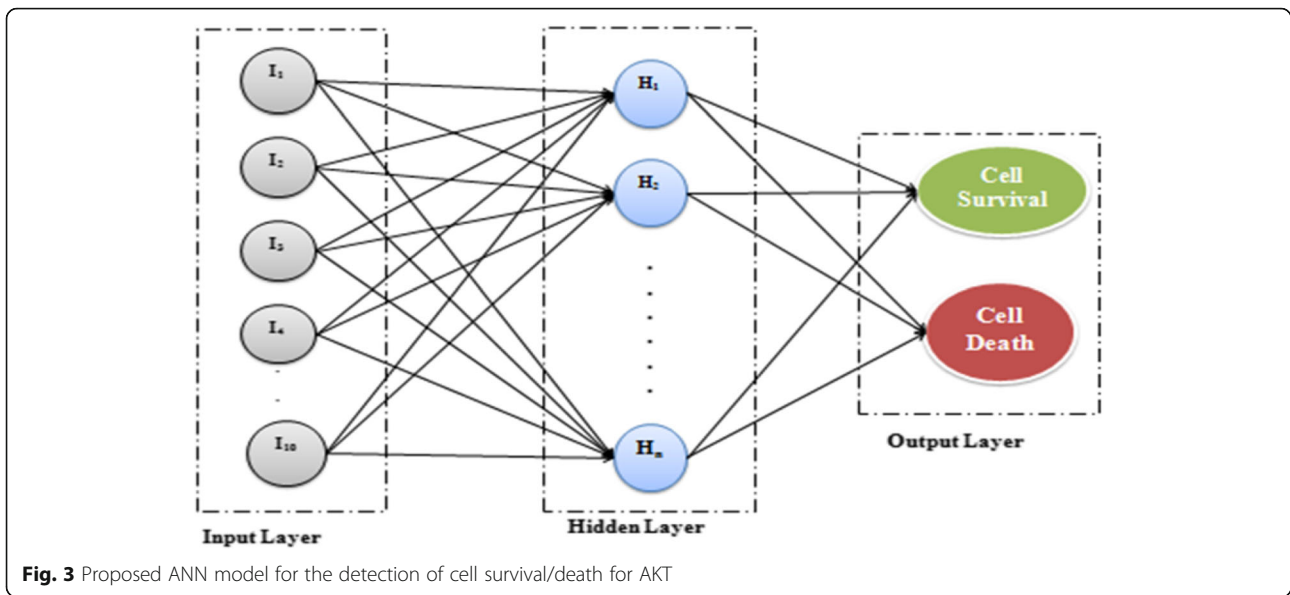 I₁
I₂
I₃
I₄
I₁₀
Input Layer
H₁
H₂
Hₙ
Hidden Layer
Cell
Survival
Cell
Death
Output Layer
Fig. 3 Proposed ANN model for the detection of cell survival/death for AKT